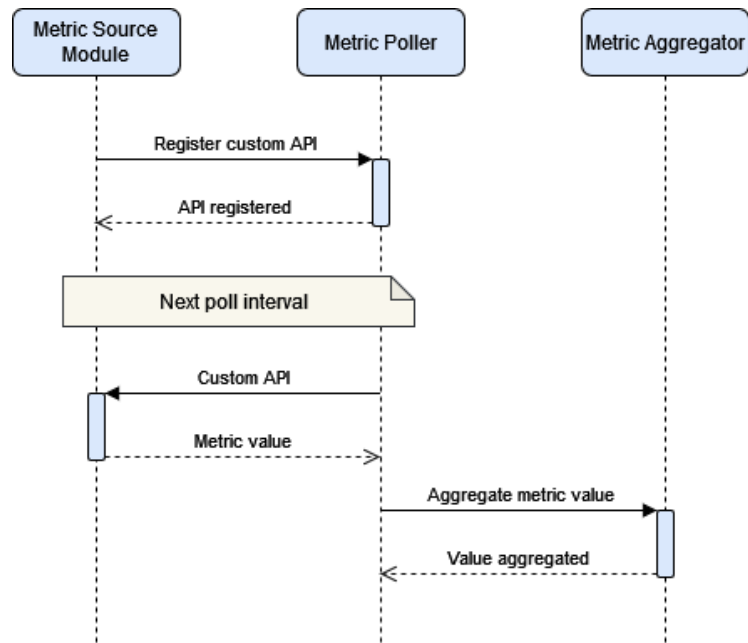 Metric Source
Module
Metric Poller
Metric Aggregator
Register custom API
API registered
Next poll interval
Custom API
Metric value
Aggregate metric value
Value aggregated